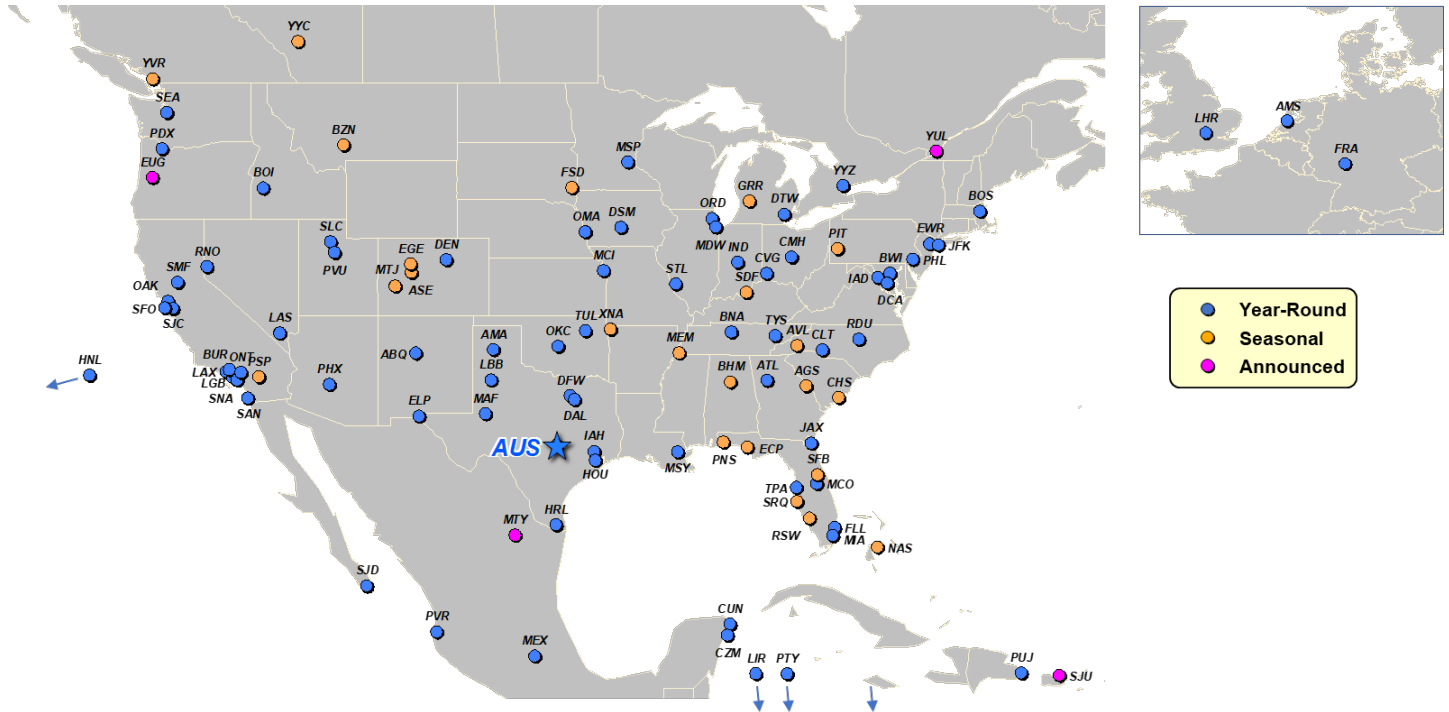 YYC
YVR
SEA
PDX
EUG
BZN
BOI
MSP
FSD
OMA
DSM
GRR
ORD
MDW
DTW
YYZ
YUL
BOS
LHR
AMS
FRA
SLC
PVU
RNO
SMF
OAK
SFO
SJC
LAS
EGE
DEN
MTJ
ASE
MCI
STL
IND
CVG
CMH
SDF
PIT
EWR
JFK
PHL
BWI
IAD
DCA
HNL
BUR
ONT
PSP
LAX
LGB
SNA
SAN
PHX
ABQ
AMA
LBB
MAF
ELP
OKC
TUL
XNA
DFW
DAL
MEM
BNA
TYS
AVL
CLT
RDU
BHM
ATL
AGS
CHS
AUS
IAH
HOU
MSY
PNS
ECP
JAX
SFB
MCO
TPA
SRQ
RSW
FLL
MIA
NAS
HRL
MTY
SJD
PVR
MEX
CUN
CZM
LIR
PTY
PUJ
SJU
Year-Round
Seasonal
Announced